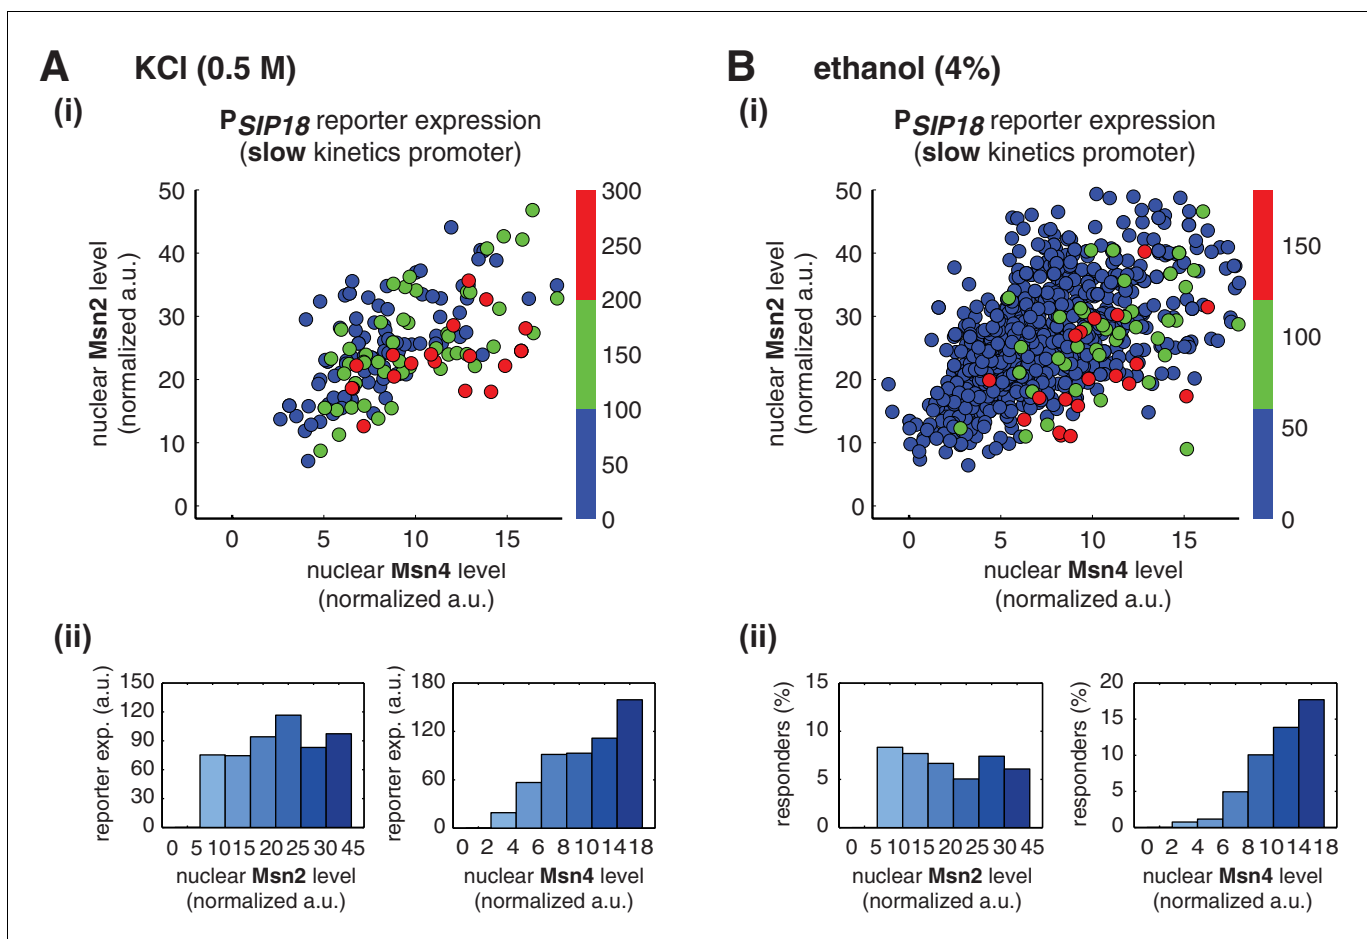 A KCl (0.5 M)
(i)
PSIP18 reporter expression
(slow kinetics promoter)
nuclear Msn2 level
(normalized a.u.)
50
40
30
20
10
0
0 5 10 15
nuclear Msn4 level
(normalized a.u.)
300
250
200
150
100
50
0
(ii)
reporter exp. (a.u.)
150
120
90
60
30
0
0 5 10 15 20 25 30 45
nuclear Msn2 level
(normalized a.u.)
reporter exp. (a.u.)
180
120
60
0
0 2 4 6 8 10 14 18
nuclear Msn4 level
(normalized a.u.)
B ethanol (4%)
(i)
PSIP18 reporter expression
(slow kinetics promoter)
nuclear Msn2 level
(normalized a.u.)
50
40
30
20
10
0
0 5 10 15
nuclear Msn4 level
(normalized a.u.)
150
100
50
0
(ii)
responders (%)
15
10
5
0
0 5 10 15 20 25 30 45
nuclear Msn2 level
(normalized a.u.)
responders (%)
20
15
10
5
0
0 2 4 6 8 10 14 18
nuclear Msn4 level
(normalized a.u.)